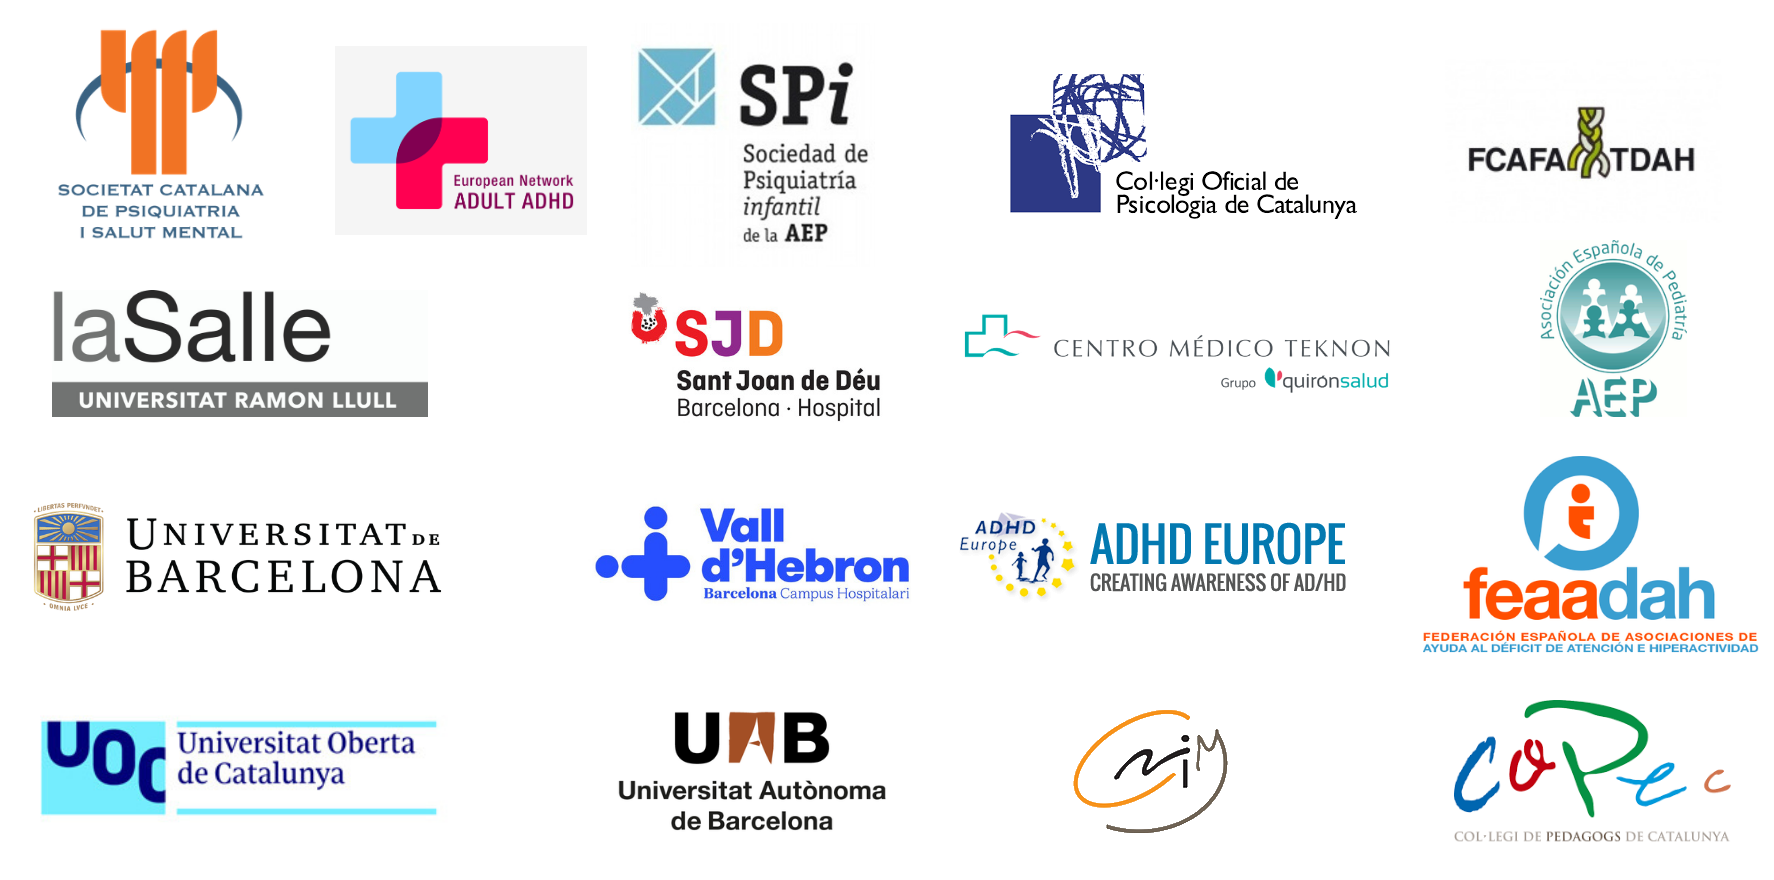 SOCIETAT CATALANA
DE PSIQUIATRIA
I SALUT MENTAL
European Network
ADULT ADHD
SPi
Sociedad de
Psiquiatría
infantil
de la AEP
Col·legi Oficial de
Psicologia de Catalunya
FCAFA TDAH
laSalle
UNIVERSITAT RAMON LLULL
SJD
Sant Joan de Déu
Barcelona · Hospital
CENTRO MÉDICO TEKNON
Grupo quirónsalud
Asociación Española de Pediatría
AEP
LIBERTAS PERFVNDET
OMNIA LVCE
UNIVERSITAT DE
BARCELONA
Vall
d'Hebron
Barcelona Campus Hospitalari
ADHD
Europe
ADHD EUROPE
CREATING AWARENESS OF AD/HD
feaadah
FEDERACIÓN ESPAÑOLA DE ASOCIACIONES DE
AYUDA AL DÉFICIT DE ATENCIÓN E HIPERACTIVIDAD
UOC
Universitat Oberta
de Catalunya
UAB
Universitat Autònoma
de Barcelona
COPEC
COL·LEGI DE PEDAGOGS DE CATALUNYA